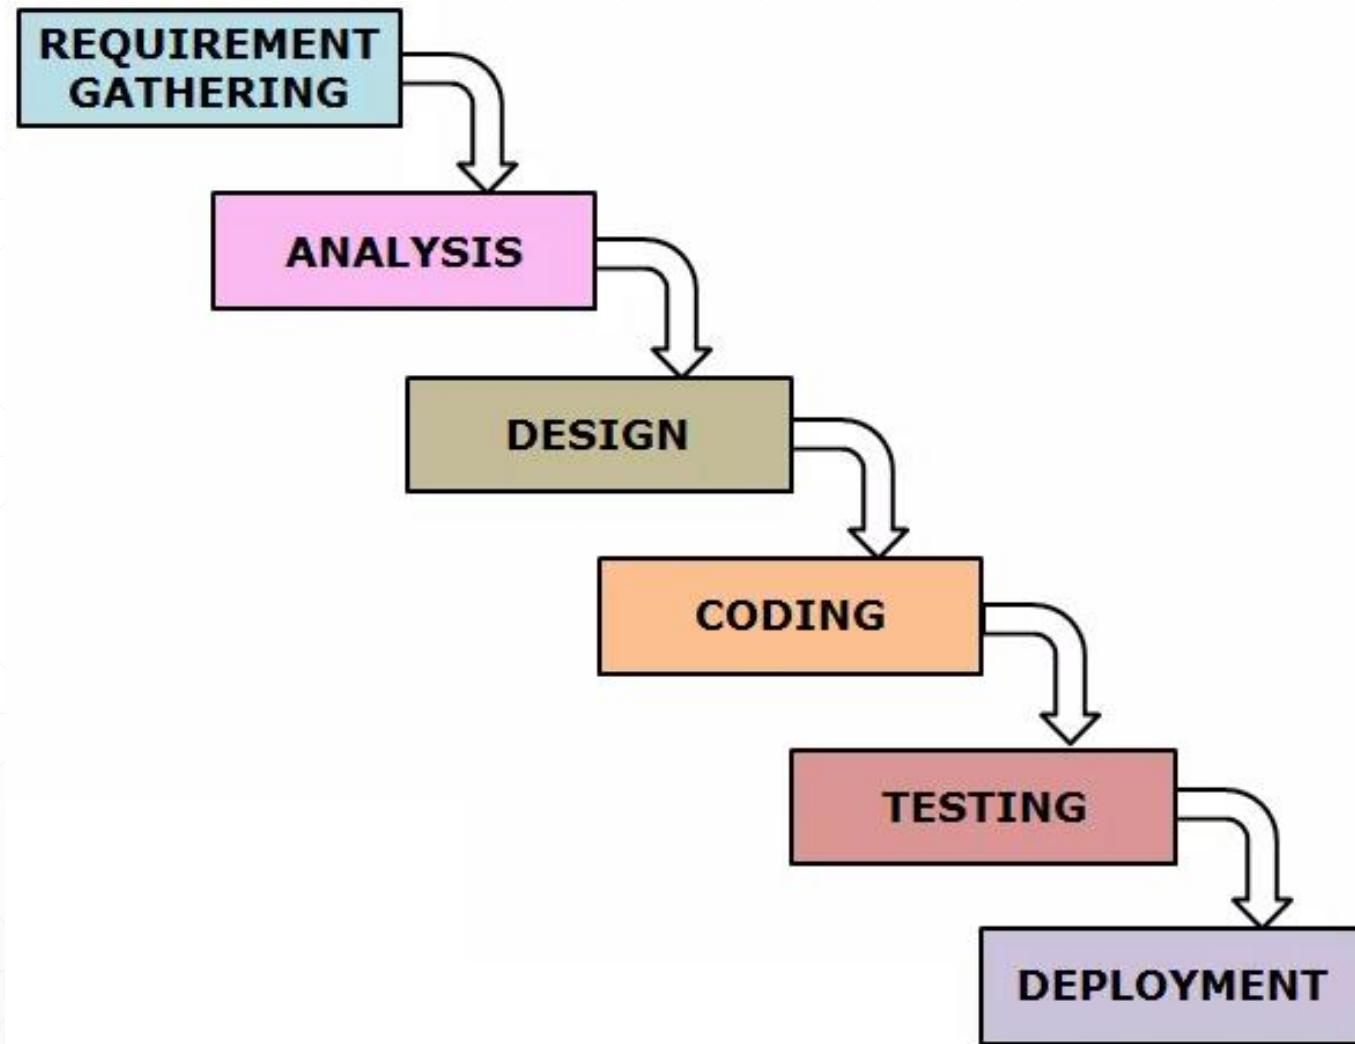 REQUIREMENT
GATHERING
ANALYSIS
DESIGN
CODING
TESTING
DEPLOYMENT